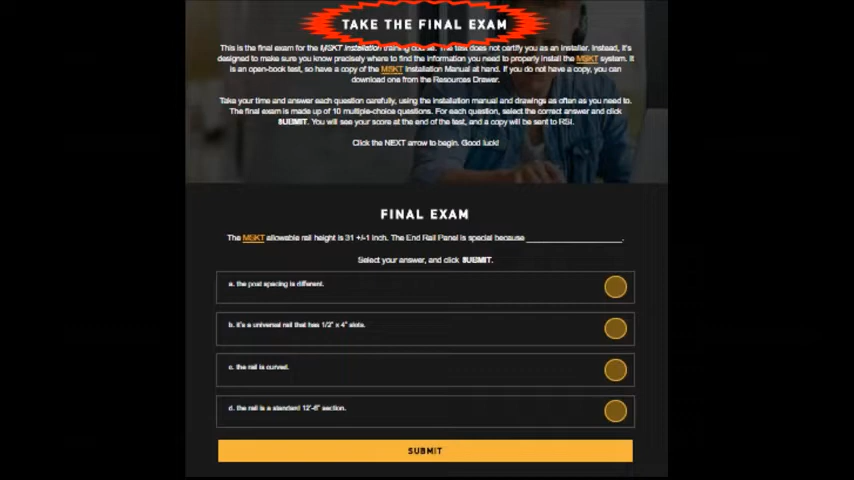 TAKE THE FINAL EXAM
This is the final exam for the MSKT Installation training course. The test does not certify you as an installer. Instead, it's
designed to make sure you know precisely where to find the information you need to properly install the MSKT system. It
is an open-book test, so have a copy of the MSKT Installation Manual at hand. If you do not have a copy, you can
download one from the Resources Drawer.
Take your time and answer each question carefully, using the installation manual and drawings as often as you need to.
The final exam is made up of 10 multiple-choice questions. For each question, select the correct answer and click
SUBMIT. You will see your score at the end of the test, and a copy will be sent to RSI.
Click the NEXT arrow to begin. Good luck!
FINAL EXAM
The MSKT allowable rail height is 31 +/-1 inch. The End Rail Panel is special because ______________________.
Select your answer, and click SUBMIT.
a. the post spacing is different.
b. it's a universal rail that has 1/2" x 4" slots.
c. the rail is curved.
d. the rail is a standard 12'-6" section.
SUBMIT